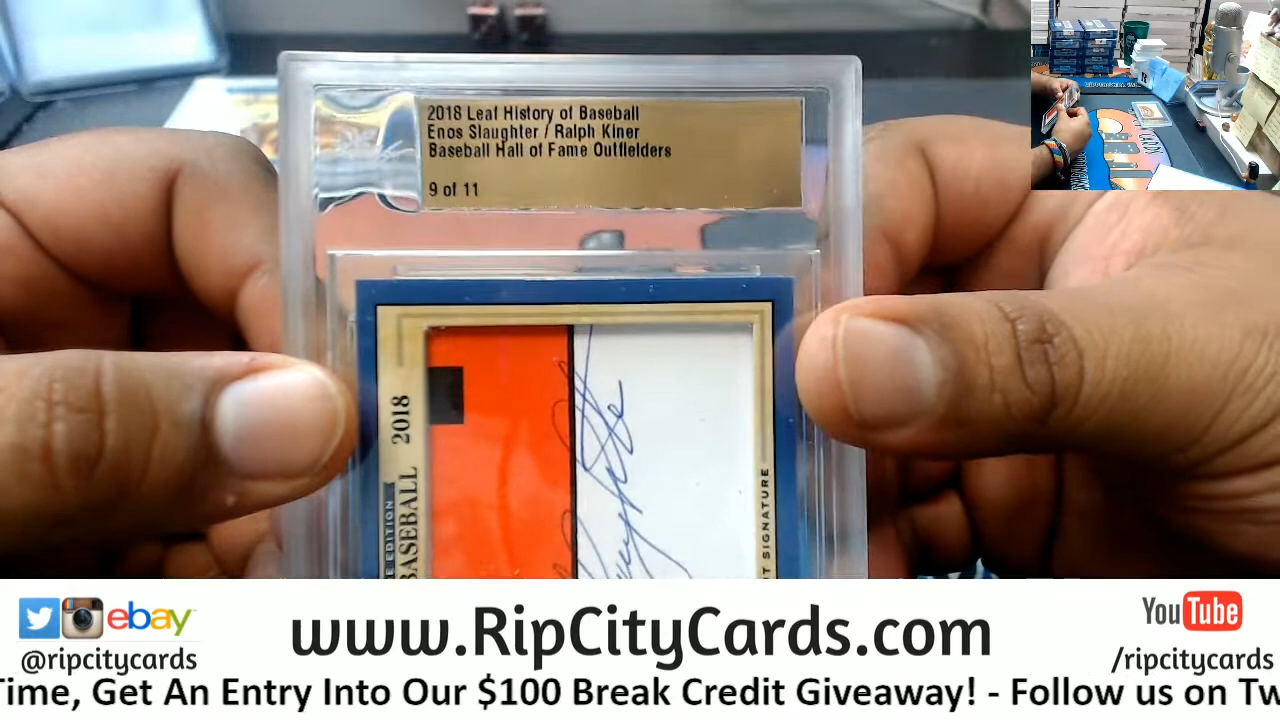 2018 Leaf History of Baseball
Enos Slaughter / Ralph Kiner
Baseball Hall of Fame Outfielders
9 of 11
2018
BASEBALL
EDITION
SIGNATURE
ebay
@ripcitycards
www.RipCityCards.com
YouTube
/ripcitycards
Time, Get An Entry Into Our $100 Break Credit Giveaway! - Follow us on Tw